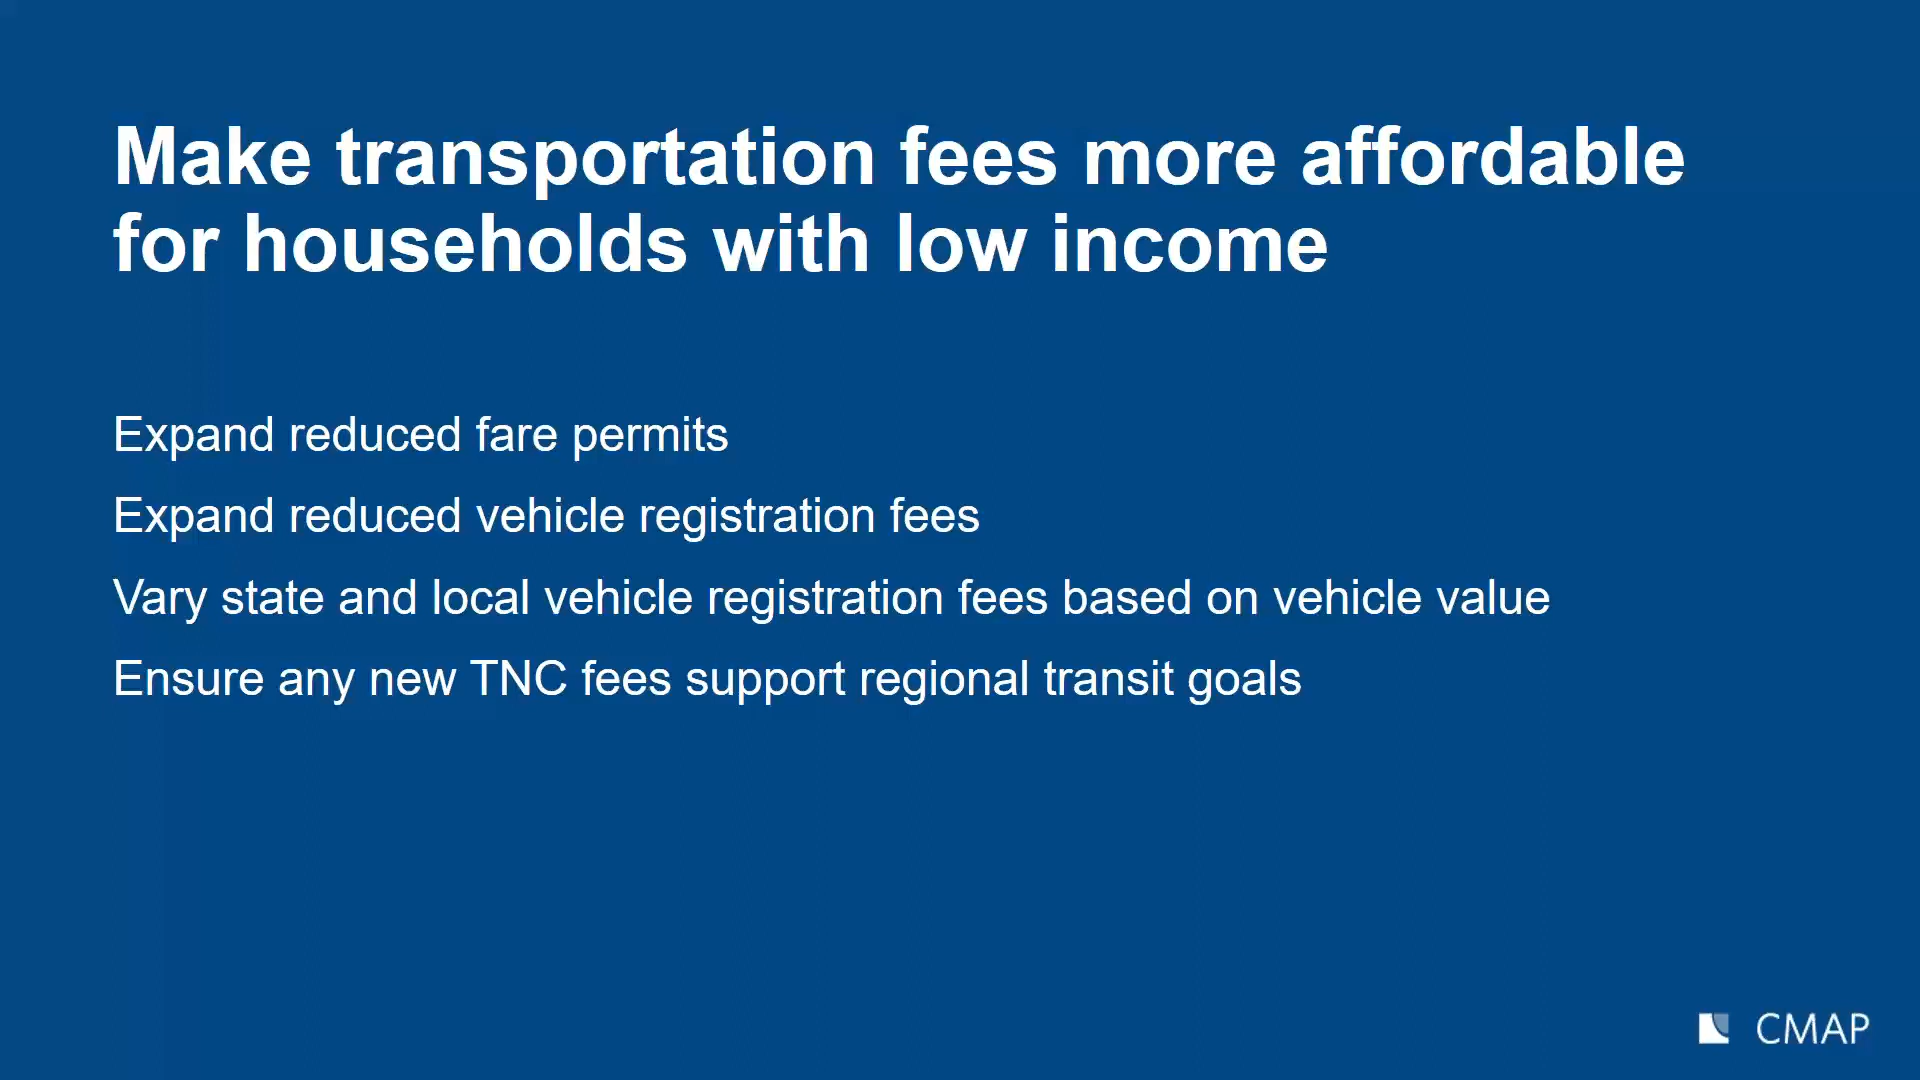 Make transportation fees more affordable
for households with low income
Expand reduced fare permits
Expand reduced vehicle registration fees
Vary state and local vehicle registration fees based on vehicle value
Ensure any new TNC fees support regional transit goals
CMAP